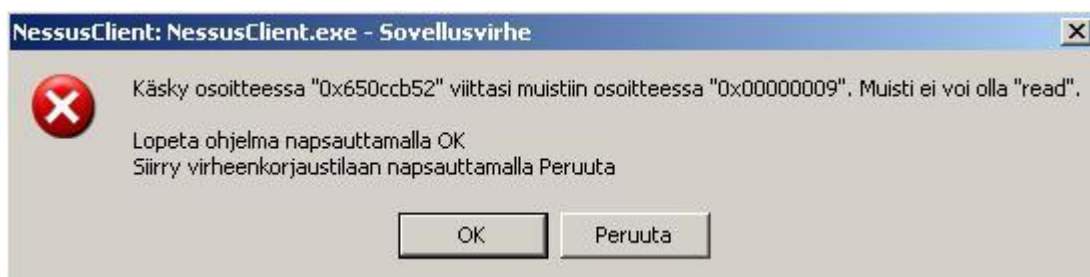 NessusClient: NessusClient.exe - Sovellusvirhe
Käsky osoitteessa "0x650ccb52" viittasi muistiin osoitteessa "0x00000009". Muisti ei voi olla "read".
Lopeta ohjelma napsauttamalla OK
Siirry virheenkorjaustilaan napsauttamalla Peruuta
OK Peruuta